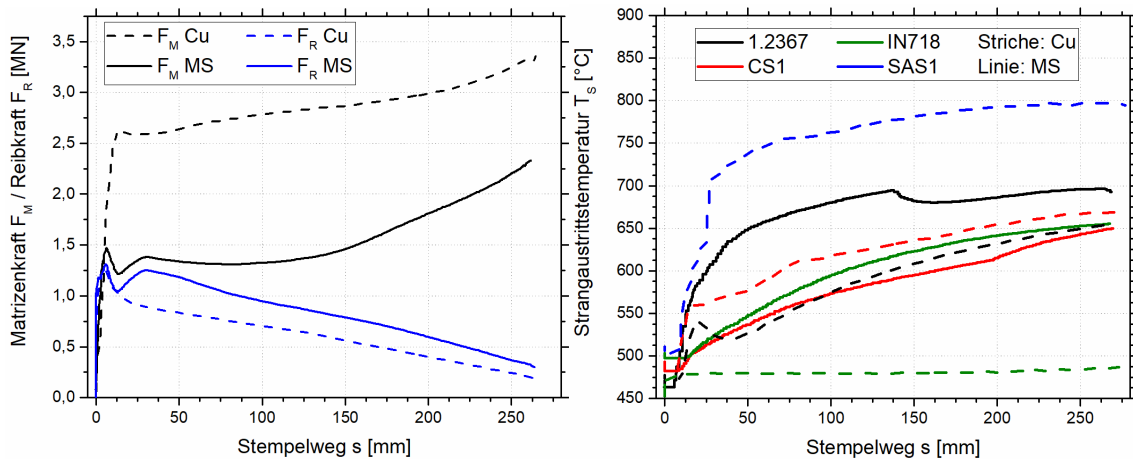 Matrizenkraft F_M / Reibkraft F_R [MN]
3,5
3,0
2,5
2,0
1,5
1,0
0,5
0,0
F_M Cu F_R Cu
F_M MS F_R MS
0 50 100 150 200 250
Stempelweg s [mm]
Strangaustrittstemperatur T_S [°C]
900
850
800
750
700
650
600
550
500
450
1.2367 IN718 Striche: Cu
CS1 SAS1 Linie: MS
0 50 100 150 200 250
Stempelweg s [mm]